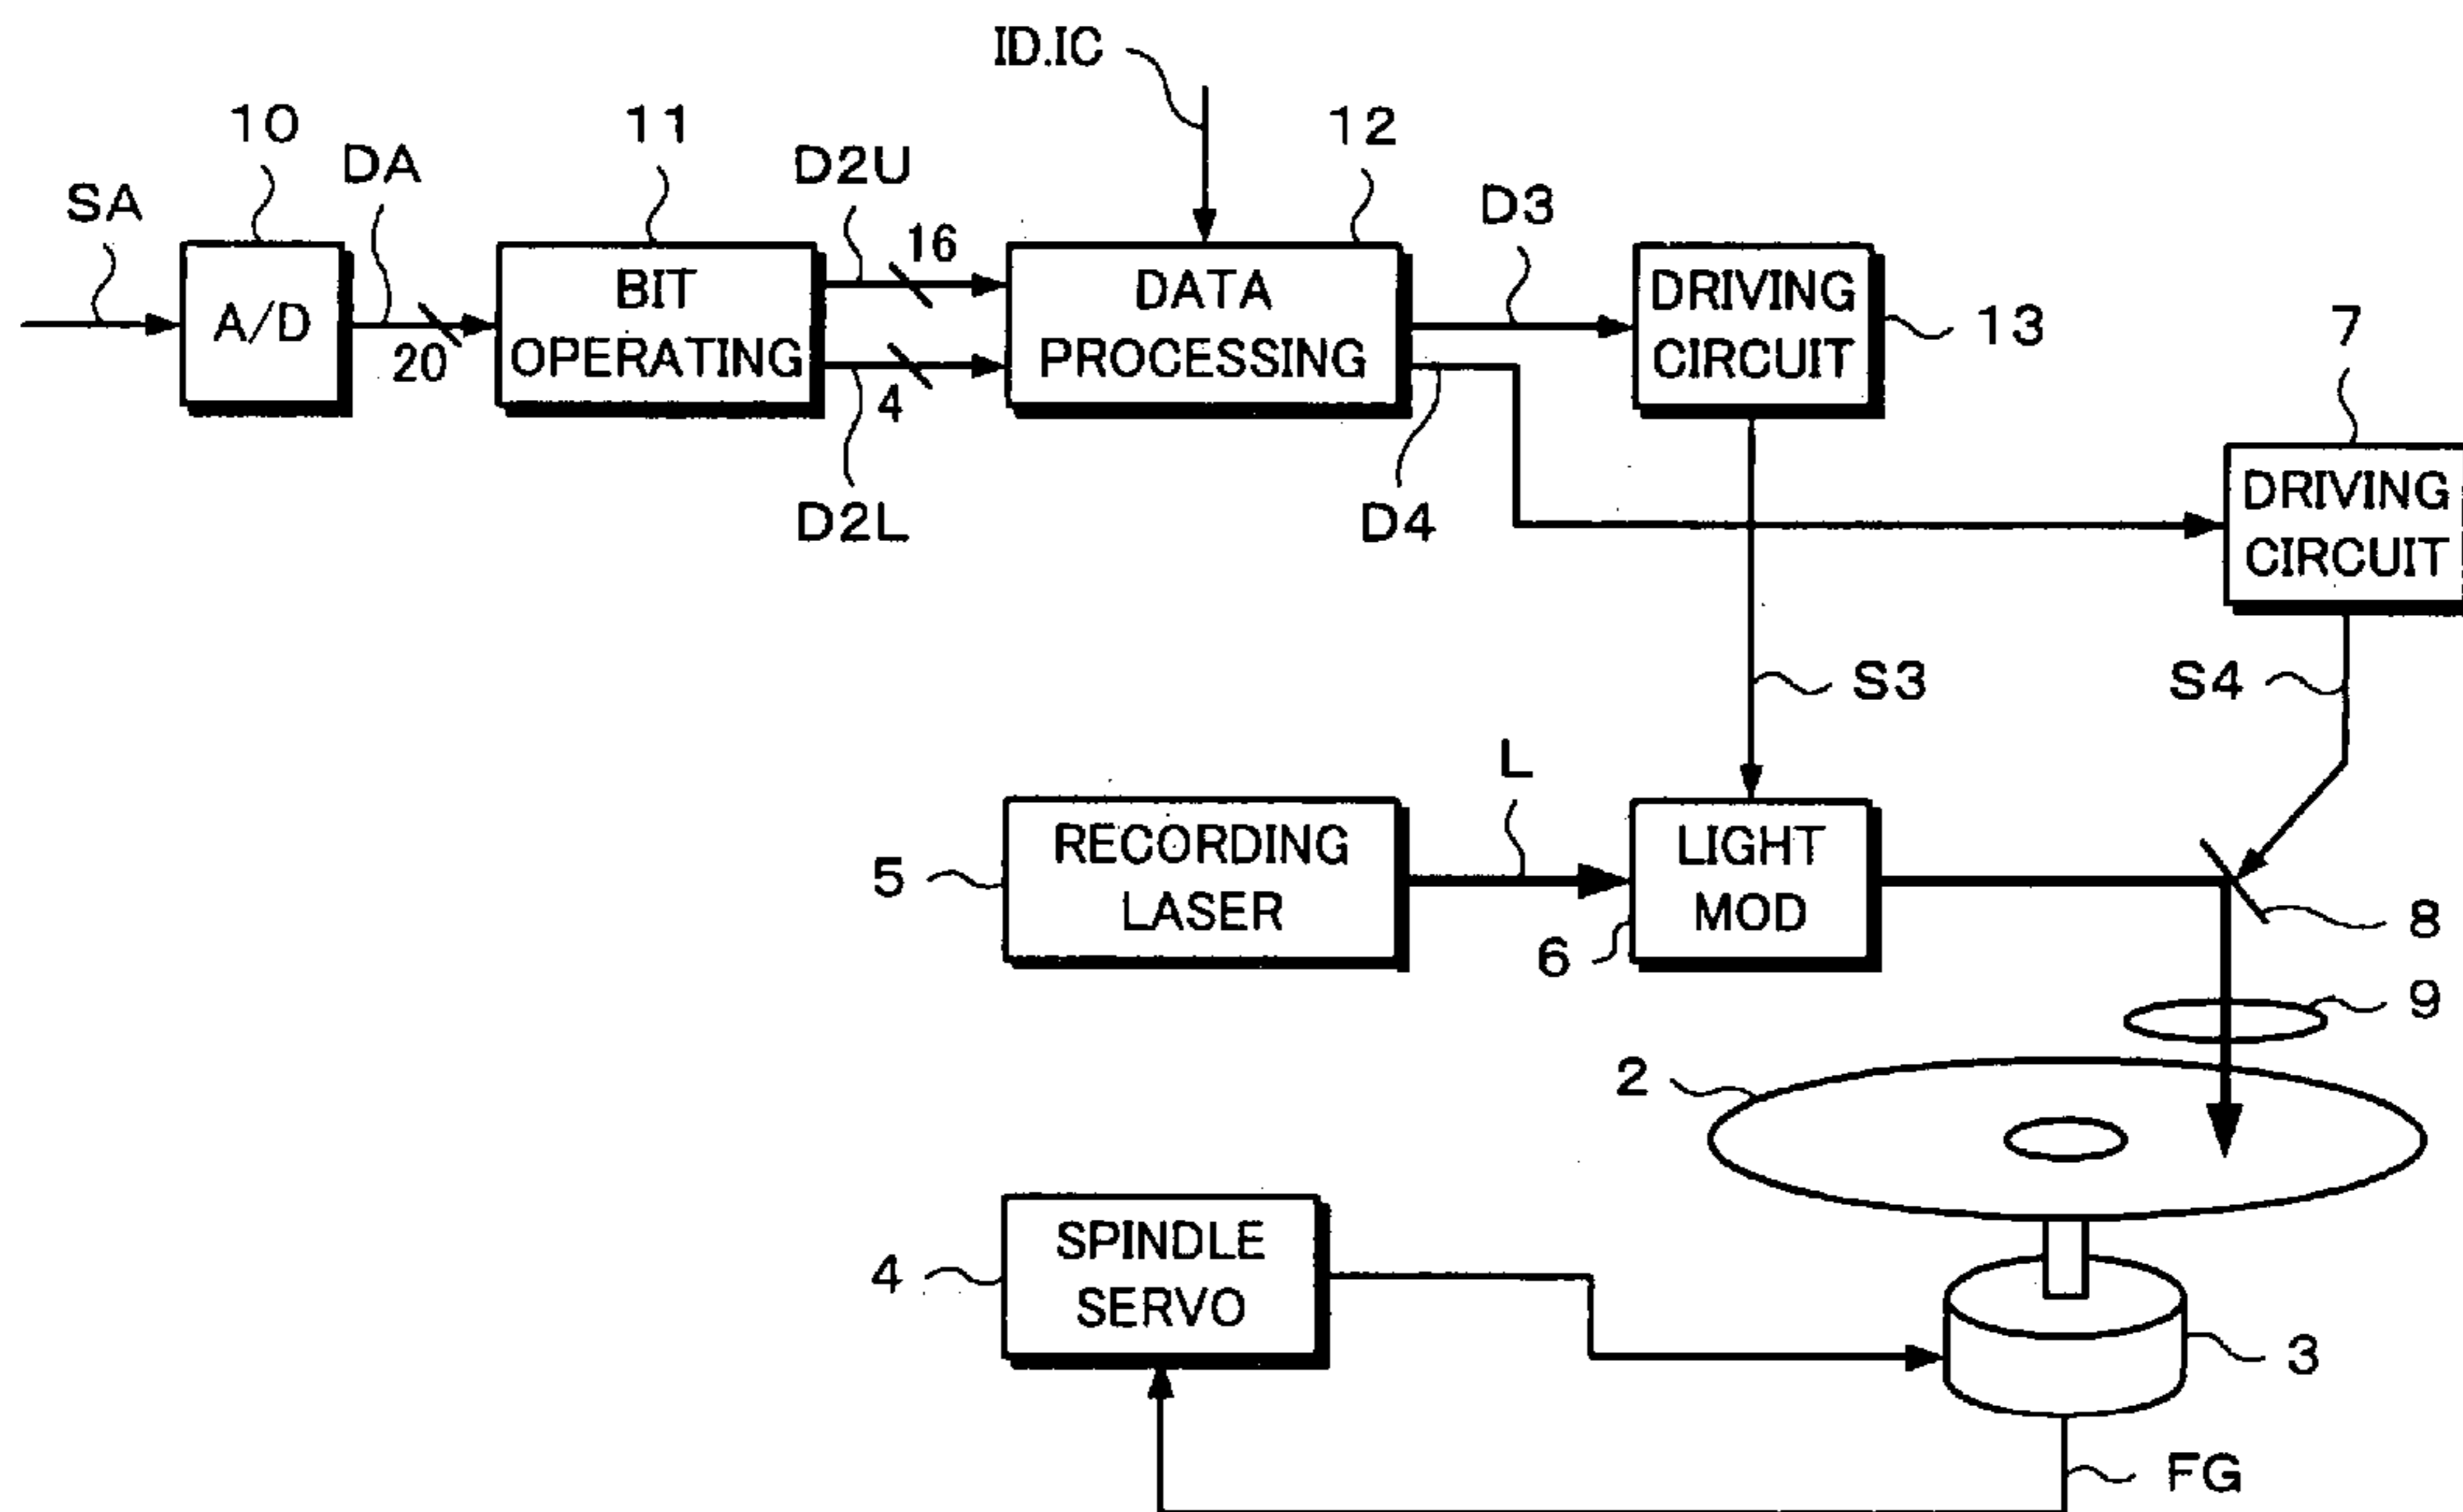 ID.IC
10
11
12
SA
DA
D2U
16
D3
A/D
20
BIT
OPERATING
4
D2L
DATA
PROCESSING
D4
DRIVING
CIRCUIT
13
7
DRIVING
CIRCUIT
S3
S4
L
5
RECORDING
LASER
6
LIGHT
MOD
8
9
2
4
SPINDLE
SERVO
3
FG